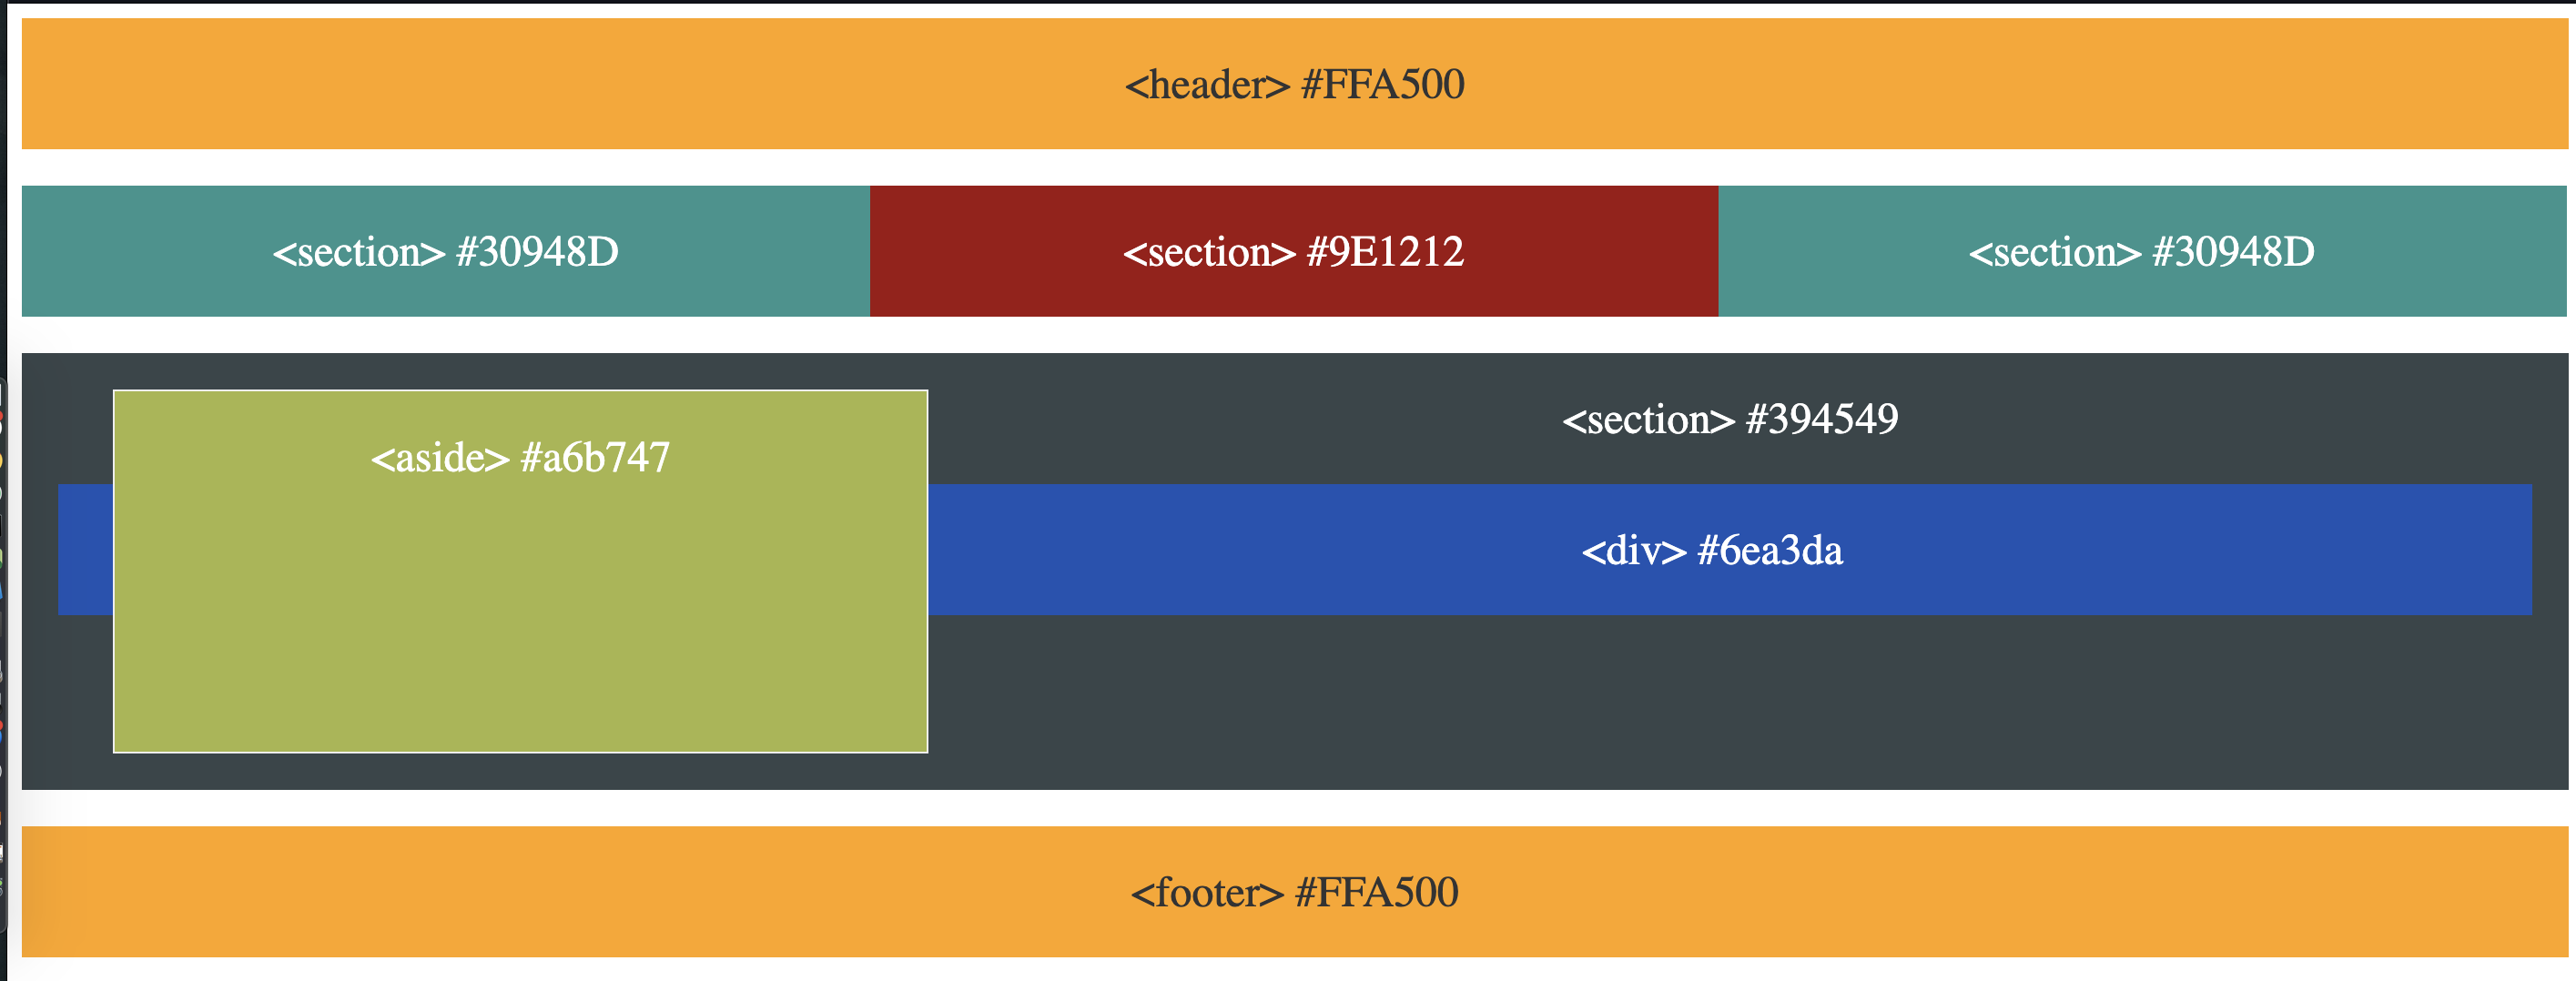 <header> #FFA500
<section> #30948D
<section> #9E1212
<section> #30948D
<section> #394549
<aside> #a6b747
<div> #6ea3da
<footer> #FFA500